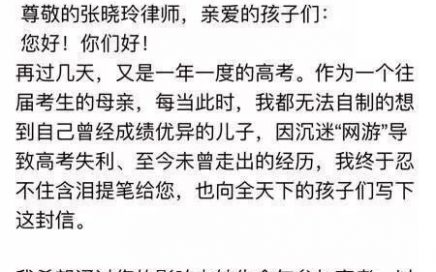 尊敬的张晓玲律师，亲爱的孩子们：
您好！你们好！
再过几天，又是一年一度的高考。作为一个往
届考生的母亲，每当此时，我都无法自制的想
到自己曾经成绩优异的儿子，因沉迷“网游”导
致高考失利、至今未曾走出的经历，我终于忍
不住含泪提笔给您，也向全天下的孩子们写下
这封信。